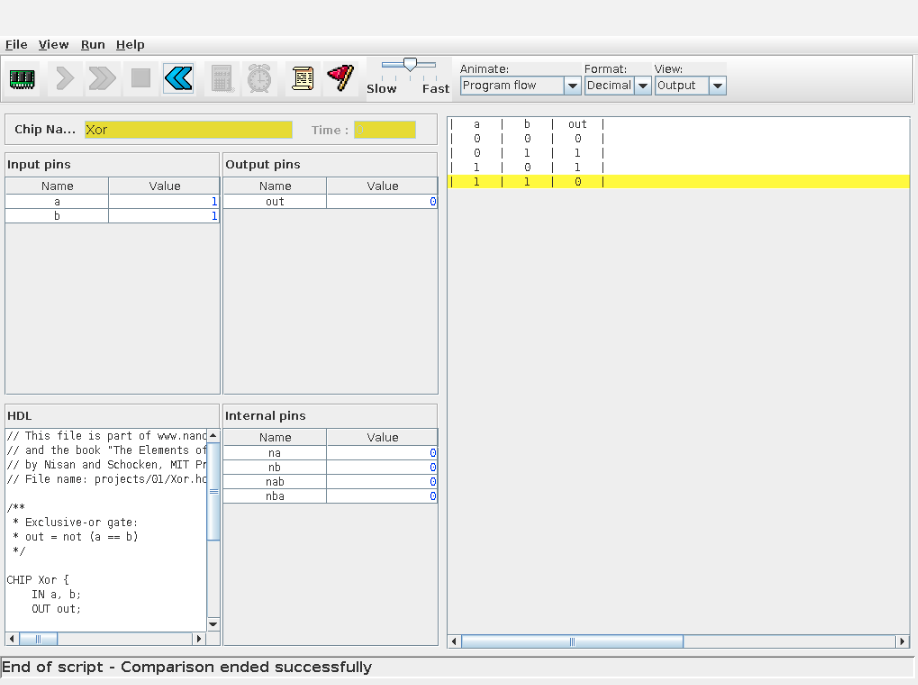 File View Run Help
Slow Fast
Animate: Format: View:
Program flow Decimal Output
Chip Na... Xor Time :
Input pins
Name Value
a 1
b 1
Output pins
Name Value
out 0
HDL
// This file is part of www.nand
// and the book "The Elements of
// by Nisan and Schocken, MIT Pr
// File name: projects/01/Xor.hd
/**
* Exclusive-or gate:
* out = not (a == b)
*/
CHIP Xor {
IN a, b;
OUT out;
Internal pins
Name Value
na 0
nb 0
nab 0
nba 0
| a | b | out |
| 0 | 0 | 0 |
| 0 | 1 | 1 |
| 1 | 0 | 1 |
| 1 | 1 | 0 |
End of script - Comparison ended successfully